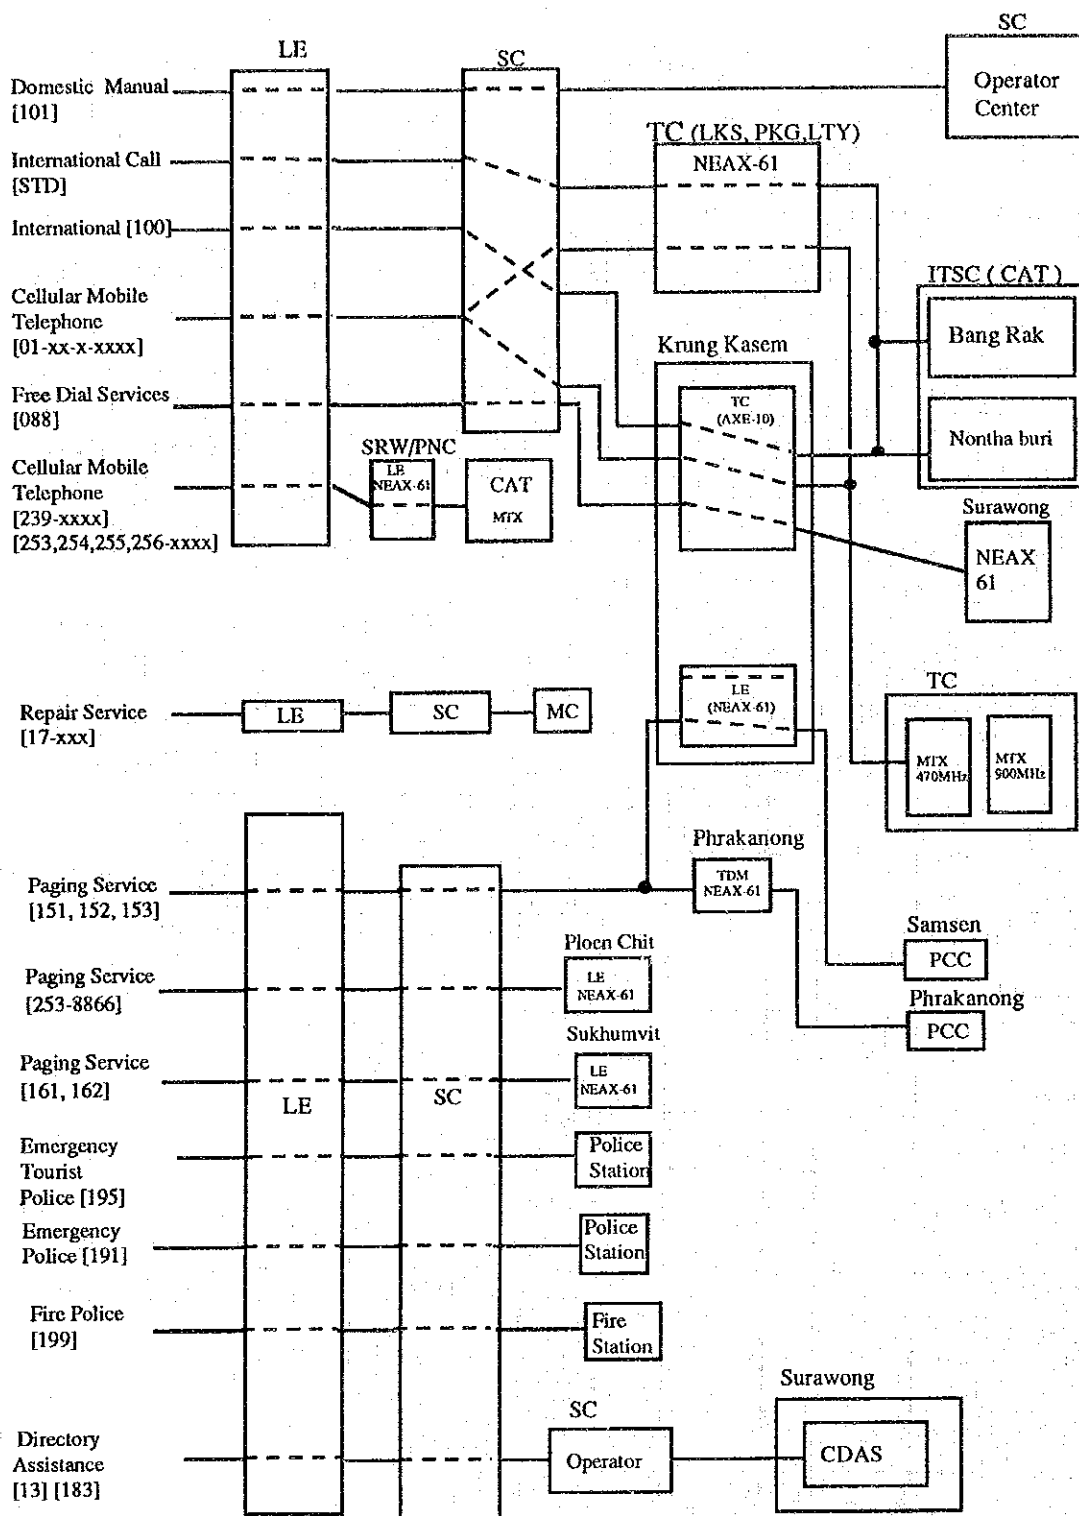 SC
LE
SC
Operator
Center
Domestic Manual
[101]
TC (LKS, PKG,LTY)
NEAX-61
International Call
[STD]
International [100]
ITSC ( CAT )
Bang Rak
Nontha buri
Cellular Mobile
Telephone
[01-xx-x-xxxx]
Krung Kasem
TC
(AXE-10)
Free Dial Services
[088]
SRW/PNC
LE
NEAX-61
CAT
MTX
Cellular Mobile
Telephone
[239-xxxx]
[253,254,255,256-xxxx]
Surawong
NEAX
61
LE
(NEAX-61)
TC
MTX
470MHz
MTX
900MHz
Repair Service
[17-xxx]
LE
SC
MC
Phrakanong
TDM
NEAX-61
Paging Service
[151, 152, 153]
Samsen
PCC
Phrakanong
PCC
Ploen Chit
LE
NEAX-61
Paging Service
[253-8866]
Sukhumvit
LE
NEAX-61
Paging Service
[161, 162]
LE
SC
Emergency
Tourist
Police [195]
Police
Station
Emergency
Police [191]
Police
Station
Fire Police
[199]
Fire
Station
Surawong
SC
Directory
Assistance
[13] [183]
Operator
CDAS